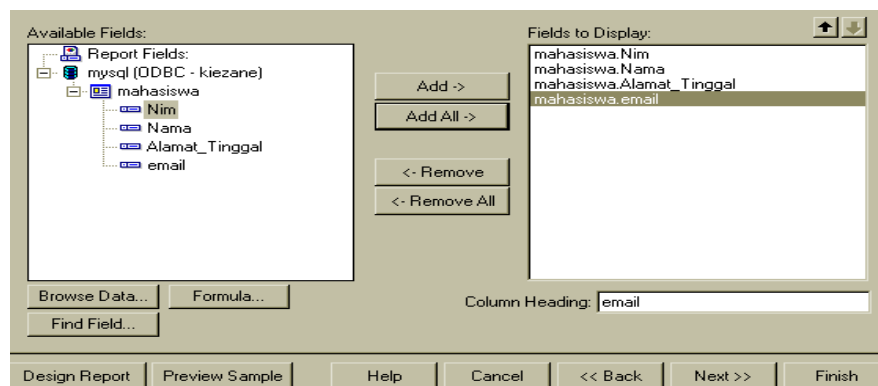 Available Fields:
Report Fields:
mysql (ODBC - kiezane)
mahasiswa
Nim
Nama
Alamat_Tinggal
email
Browse Data...
Formula...
Find Field...
Add ->
Add All ->
<- Remove
<- Remove All
Fields to Display:
mahasiswa.Nim
mahasiswa.Nama
mahasiswa.Alamat_Tinggal
mahasiswa.email
Column Heading: email
Design Report
Preview Sample
Help
Cancel
<< Back
Next >>
Finish